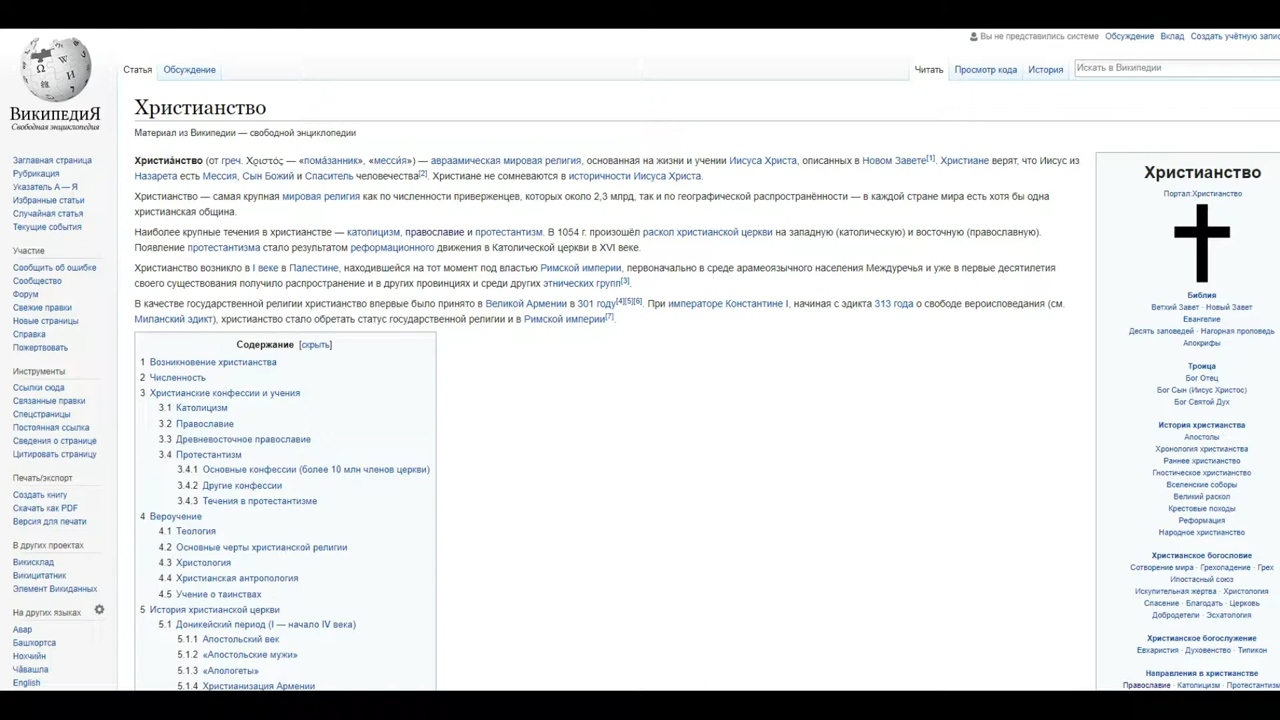 Вы не представились системе Обсуждение Вклад Создать учётную запис
Статья Обсуждение Читать Просмотр кода История Искать в Википедии
ВикипедиЯ
Свободная энциклопедия
Христианство
Материал из Википедии — свободной энциклопедии
Христиа́нство (от греч. Χριστός — «пома́занник», «месси́я») — авраамическая мировая религия, основанная на жизни и учении Иисуса Христа, описанных в Новом Завете[1]. Христиане верят, что Иисус из
Назарета есть Мессия, Сын Божий и Спаситель человечества[2]. Христиане не сомневаются в историчности Иисуса Христа.
Христианство — самая крупная мировая религия как по численности приверженцев, которых около 2,3 млрд, так и по географической распространённости — в каждой стране мира есть хотя бы одна
христианская община.
Наиболее крупные течения в христианстве — католицизм, православие и протестантизм. В 1054 г. произошёл раскол христианской церкви на западную (католическую) и восточную (православную).
Появление протестантизма стало результатом реформационного движения в Католической церкви в XVI веке.
Христианство возникло в I веке в Палестине, находившейся на тот момент под властью Римской империи, первоначально в среде арамеоязычного населения Междуречья и уже в первые десятилетия
своего существования получило распространение и в других провинциях и среди других этнических групп[3].
В качестве государственной религии христианство впервые было принято в Великой Армении в 301 году[4][5][6]. При императоре Константине I, начиная с эдикта 313 года о свободе вероисповедания (см.
Миланский эдикт), христианство стало обретать статус государственной религии и в Римской империи[7].
Содержание [скрыть]
1 Возникновение христианства
2 Численность
3 Христианские конфессии и учения
3.1 Католицизм
3.2 Православие
3.3 Древневосточное православие
3.4 Протестантизм
3.4.1 Основные конфессии (более 10 млн членов церкви)
3.4.2 Другие конфессии
3.4.3 Течения в протестантизме
4 Вероучение
4.1 Теология
4.2 Основные черты христианской религии
4.3 Христология
4.4 Христианская антропология
4.5 Учение о таинствах
5 История христианской церкви
5.1 Доникейский период (I — начало IV века)
5.1.1 Апостольский век
5.1.2 «Апостольские мужи»
5.1.3 «Апологеты»
5.1.4 Христианизация Армении
Заглавная страница
Рубрикация
Указатель А — Я
Избранные статьи
Случайная статья
Текущие события
Участие
Сообщить об ошибке
Сообщество
Форум
Свежие правки
Новые страницы
Справка
Пожертвовать
Инструменты
Ссылки сюда
Связанные правки
Спецстраницы
Постоянная ссылка
Сведения о странице
Цитировать страницу
Печать/экспорт
Создать книгу
Скачать как PDF
Версия для печати
В других проектах
Викисклад
Викицитатник
Элемент Викиданных
На других языках
Авар
Башҡортса
Нохчийн
Чӑвашла
English
Христианство
Портал:Христианство
Библия
Ветхий Завет · Новый Завет
Евангелие
Десять заповедей · Нагорная проповедь
Апокрифы
Троица
Бог Отец
Бог Сын (Иисус Христос)
Бог Святой Дух
История христианства
Апостолы
Хронология христианства
Раннее христианство
Гностическое христианство
Вселенские соборы
Великий раскол
Крестовые походы
Реформация
Народное христианство
Христианское богословие
Сотворение мира · Грехопадение · Грех
Ипостасный союз
Искупительная жертва · Христология
Спасение · Благодать · Церковь
Добродетели · Эсхатология
Христианское богослужение
Евхаристия · Духовенство · Типикон
Направления в христианстве
Православие · Католицизм · Протестантизм